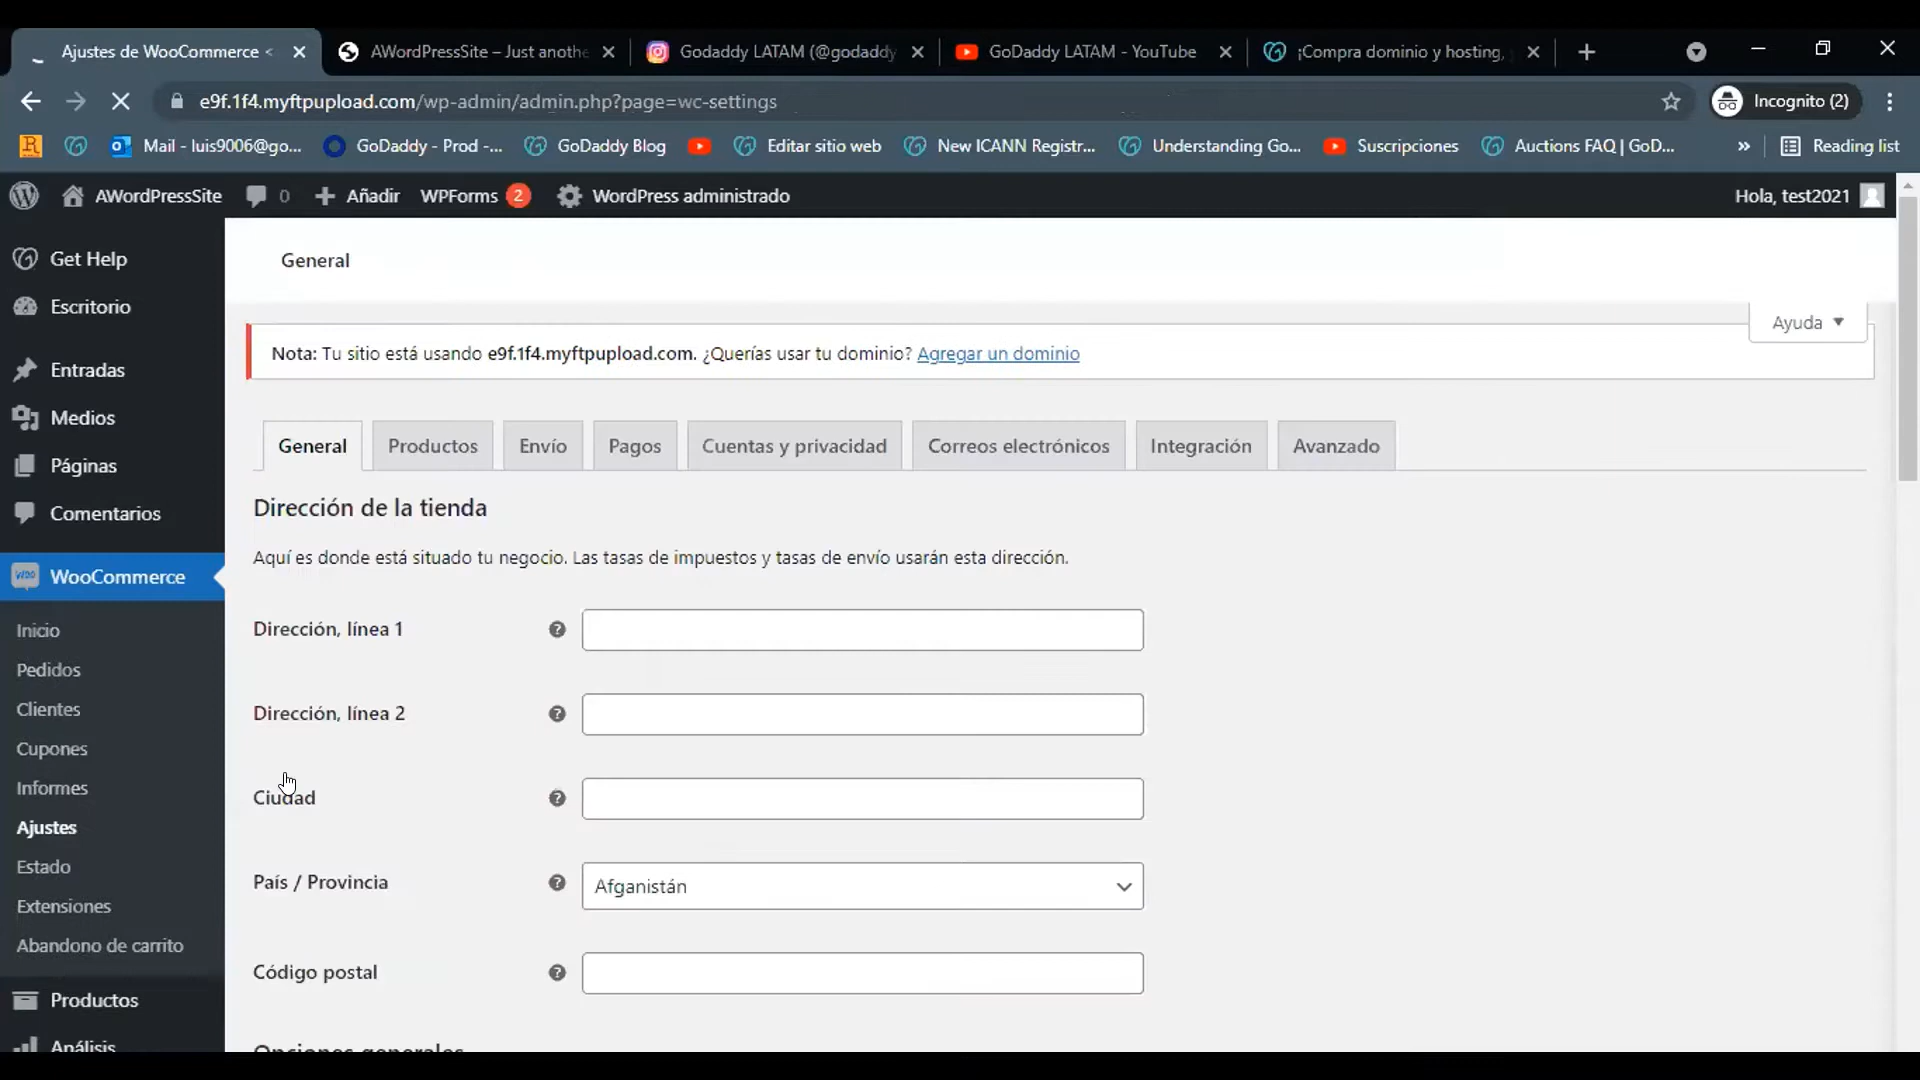 Ajustes de WooCommerce <
AWordPressSite – Just anothe
Godaddy LATAM (@godaddy
GoDaddy LATAM - YouTube
¡Compra dominio y hosting,
e9f.1f4.myftpupload.com/wp-admin/admin.php?page=wc-settings
Incognito (2)
Mail - luis9006@go...
GoDaddy - Prod -...
GoDaddy Blog
Editar sitio web
New ICANN Registr...
Understanding Go...
Suscripciones
Auctions FAQ | GoD...
»
Reading list
AWordPressSite
0
Añadir
WPForms 2
WordPress administrado
Hola, test2021
Get Help
Escritorio
Entradas
Medios
Páginas
Comentarios
WooCommerce
Inicio
Pedidos
Clientes
Cupones
Informes
Ajustes
Estado
Extensiones
Abandono de carrito
Productos
Análisis
General
Ayuda
Nota: Tu sitio está usando e9f.1f4.myftpupload.com. ¿Querías usar tu dominio? Agregar un dominio
General
Productos
Envío
Pagos
Cuentas y privacidad
Correos electrónicos
Integración
Avanzado
Dirección de la tienda
Aquí es donde está situado tu negocio. Las tasas de impuestos y tasas de envío usarán esta dirección.
Dirección, línea 1
Dirección, línea 2
Ciudad
País / Provincia
Afganistán
Código postal
Opciones generales